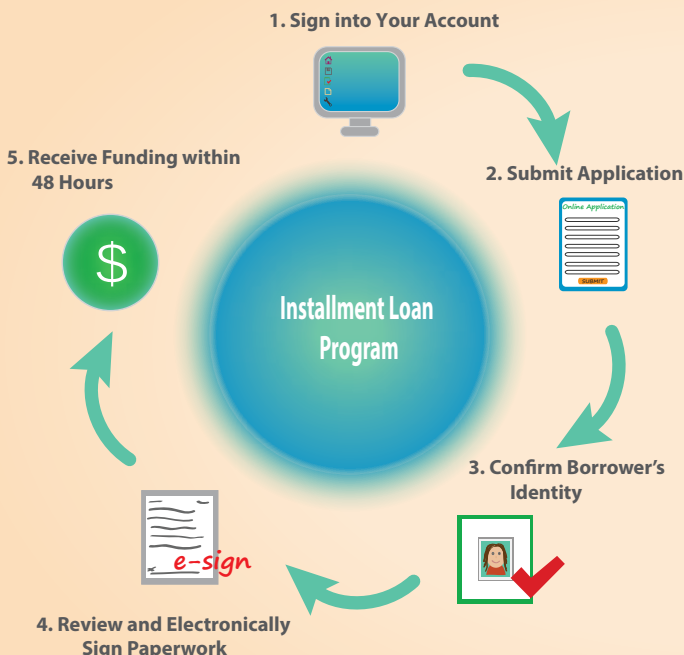 1. Sign into Your Account
2. Submit Application
Online Application
SUBMIT
3. Confirm Borrower's
Identity
4. Review and Electronically
Sign Paperwork
e-sign
5. Receive Funding within
48 Hours
$
Installment Loan
Program